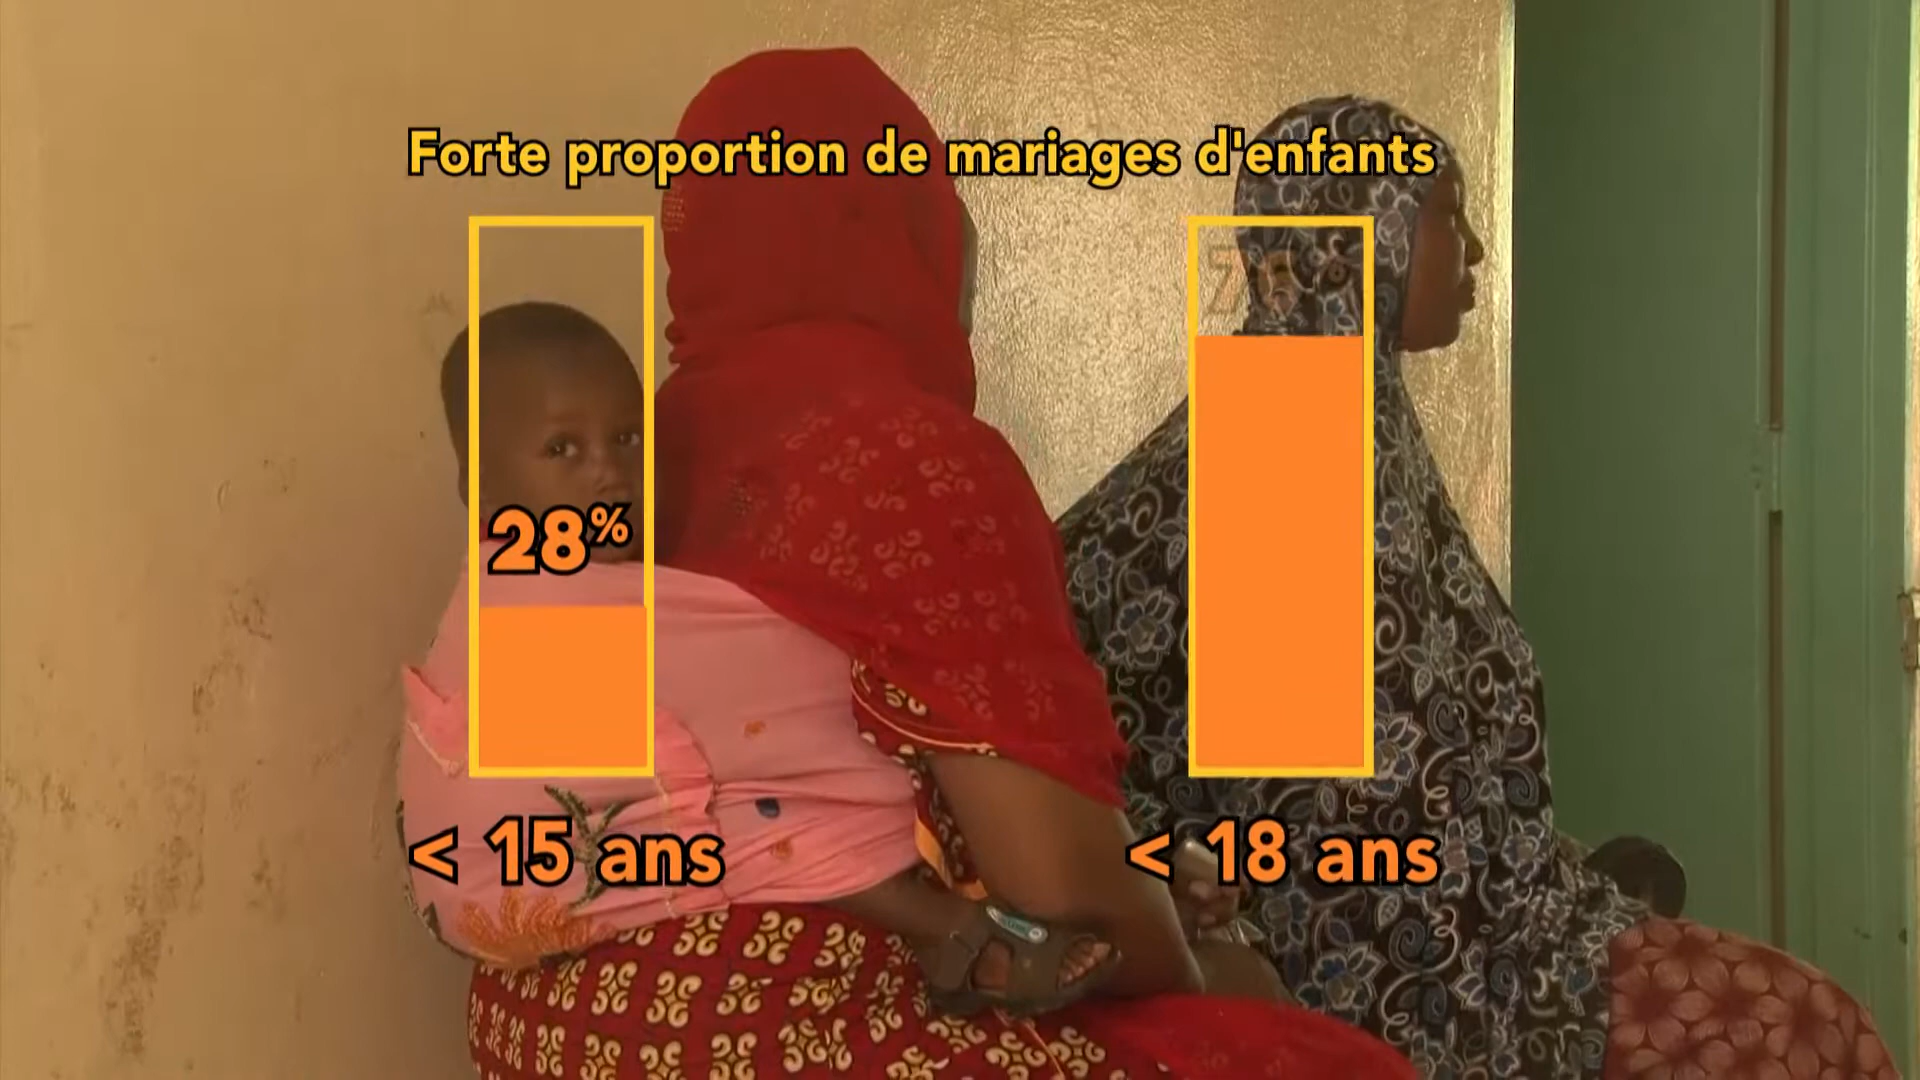 Forte proportion de mariages d'enfants
28%
< 15 ans
< 18 ans